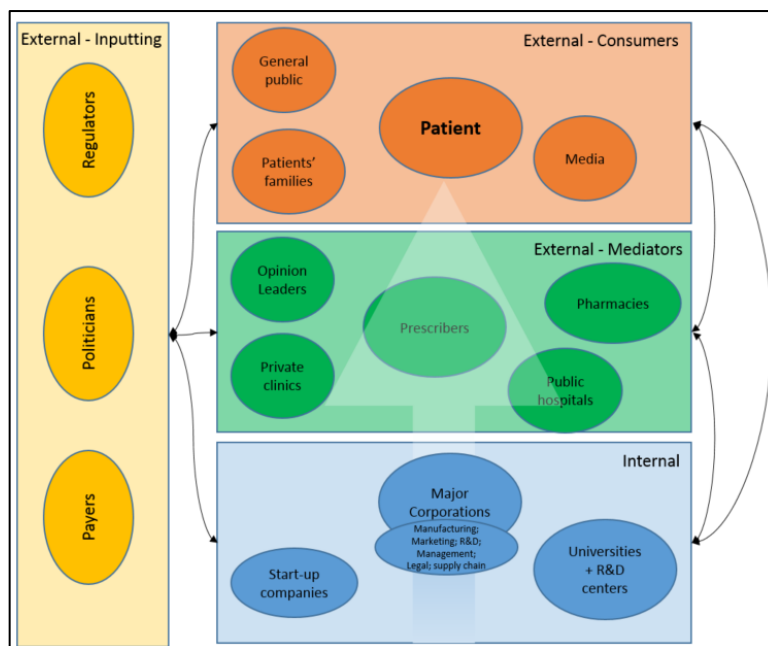 External - Inputting
Regulators
Politicians
Payers
External - Consumers
General
public
Patient
Patients'
families
Media
External - Mediators
Opinion
Leaders
Prescribers
Pharmacies
Private
clinics
Public
hospitals
Internal
Major
Corporations
Manufacturing;
Marketing; R&D;
Management;
Legal; supply chain
Start-up
companies
Universities
+ R&D
centers